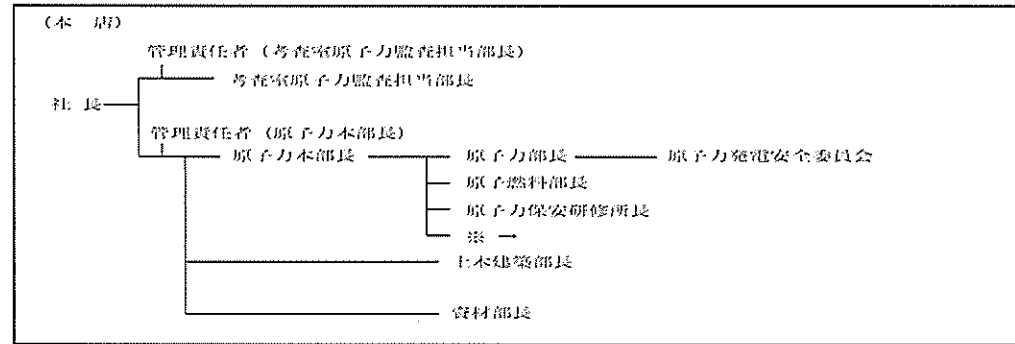 (本 店)
管理責任者（考査室原子力監査担当部長）
考査室原子力監査担当部長
社 長
管理責任者（原子力本部長）
原子力本部長 原子力部長 原子力発電安全委員会
原子燃料部長
原子力保安研修所長
※ →
土木建築部長
資材部長